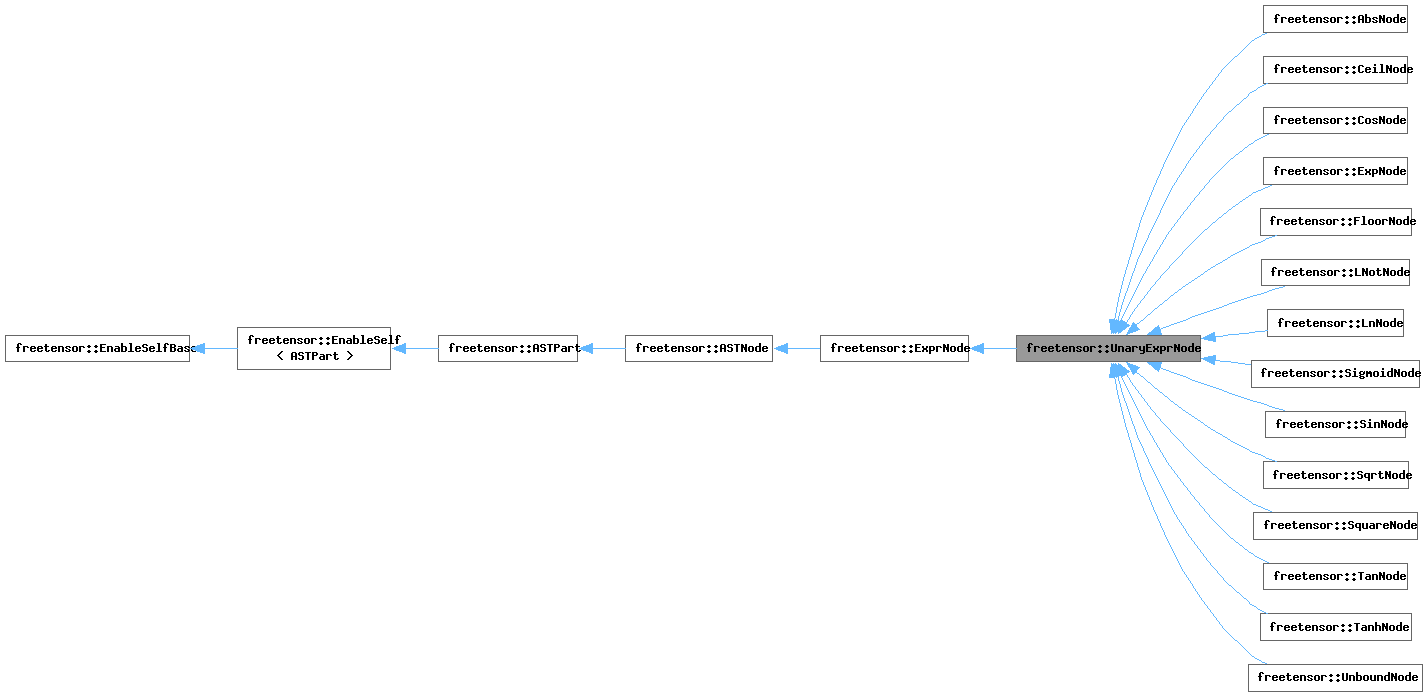 freetensor::AbsNode
freetensor::CeilNode
freetensor::CosNode
freetensor::ExpNode
freetensor::FloorNode
freetensor::LNotNode
freetensor::LnNode
freetensor::EnableSelfBase
freetensor::EnableSelf
< ASTPart >
freetensor::ASTPart
freetensor::ASTNode
freetensor::ExprNode
freetensor::UnaryExprNode
freetensor::SigmoidNode
freetensor::SinNode
freetensor::SqrtNode
freetensor::SquareNode
freetensor::TanNode
freetensor::TanhNode
freetensor::UnboundNode